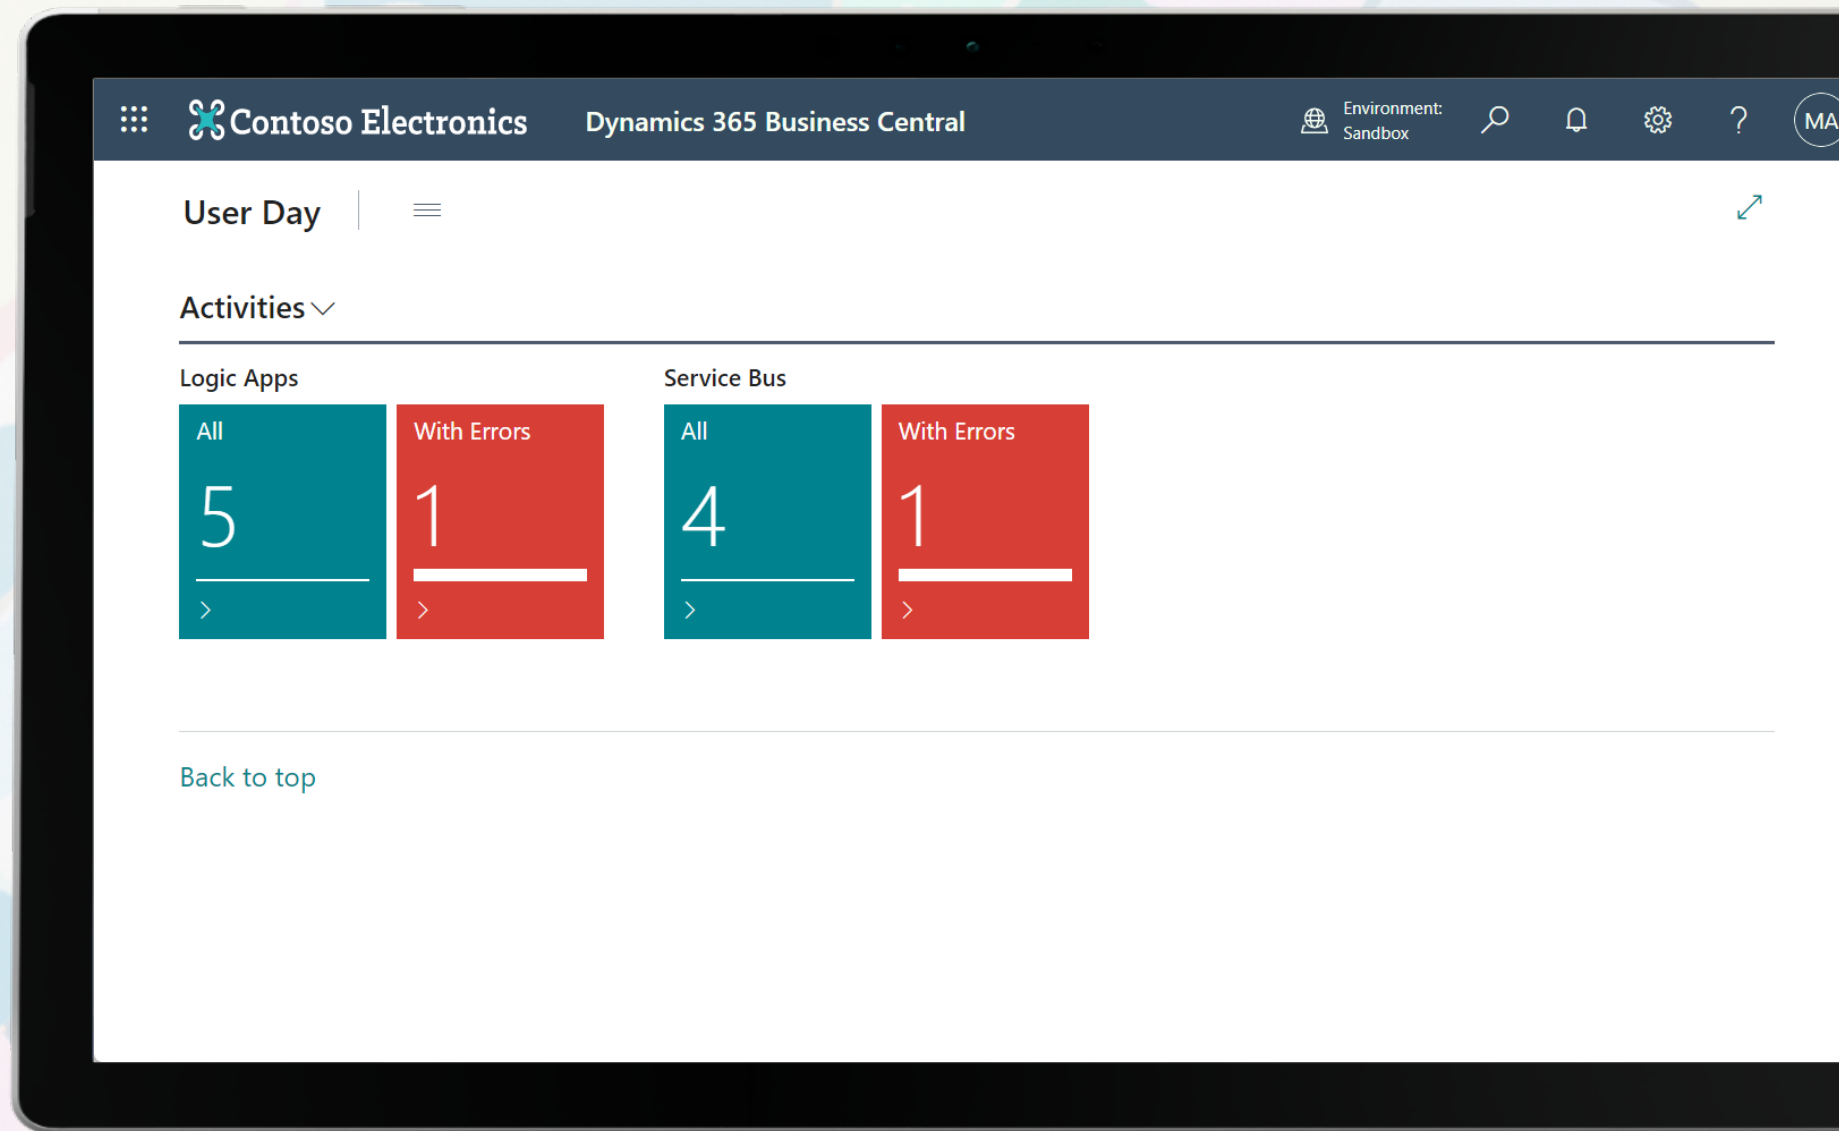 Contoso Electronics
Dynamics 365 Business Central
Environment:
Sandbox
?
MA
User Day
Activities
Logic Apps
Service Bus
All
5
With Errors
1
All
4
With Errors
1
Back to top